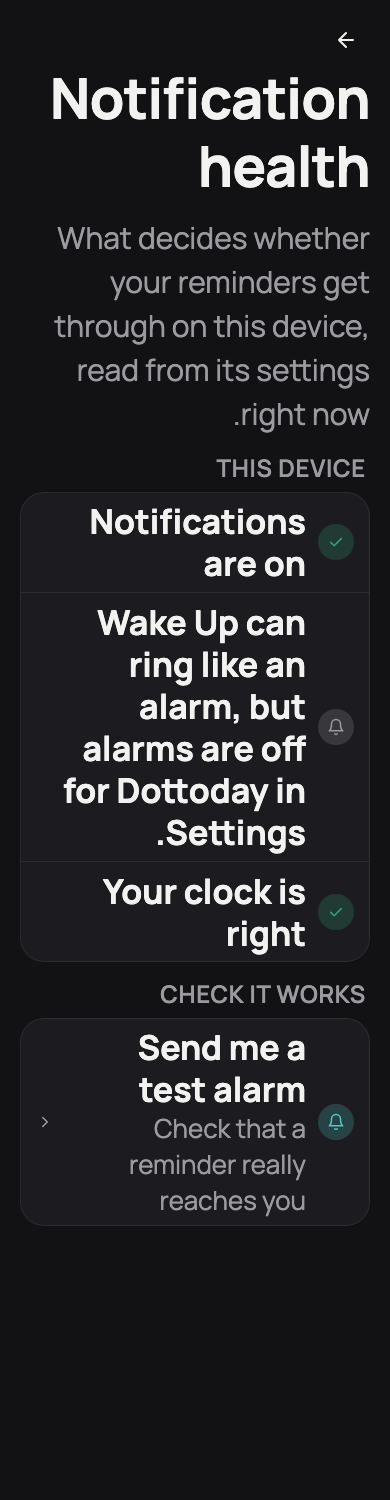 Notification
health
What decides whether
your reminders get
through on this device,
read from its settings
.right now
THIS DEVICE
Notifications
are on
Wake Up can
ring like an
alarm, but
alarms are off
for Dottoday in
.Settings
Your clock is
right
CHECK IT WORKS
Send me a
test alarm
Check that a
reminder really
reaches you